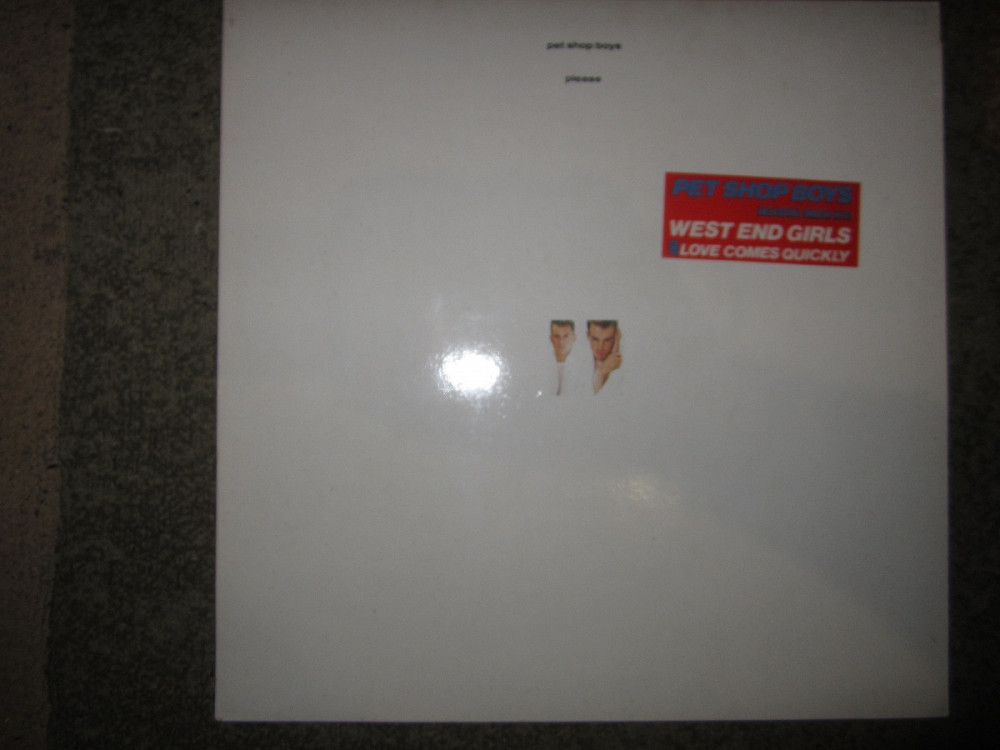 pet shop boys
please
PET SHOP BOYS
WEST END GIRLS
LOVE COMES QUICKLY